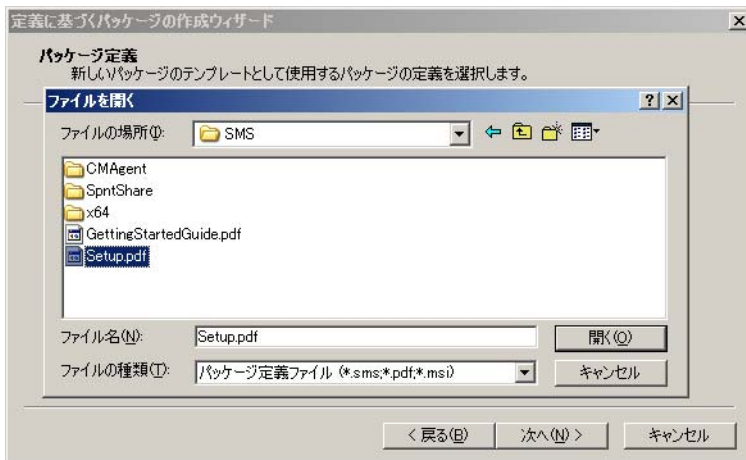 定義に基づくパッケージの作成ウィザード
パッケージ定義
新しいパッケージのテンプレートとして使用するパッケージの定義を選択します。
ファイルを開く
ファイルの場所(I):
SMS
CMAgent
SpntShare
x64
GettingStartedGuide.pdf
Setup.pdf
ファイル名(N):
Setup.pdf
開く(O)
ファイルの種類(T):
パッケージ定義ファイル (*.sms;*.pdf;*.msi)
キャンセル
< 戻る(B)
次へ(N) >
キャンセル